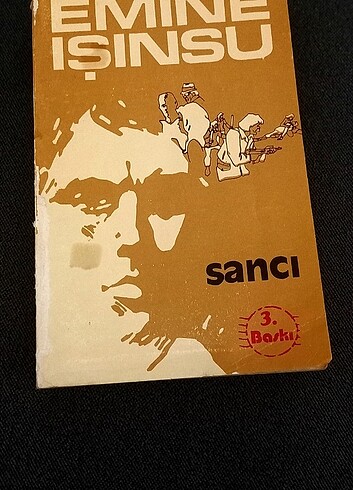 EMİNE
IŞINSU
sancı
3.
Baskı